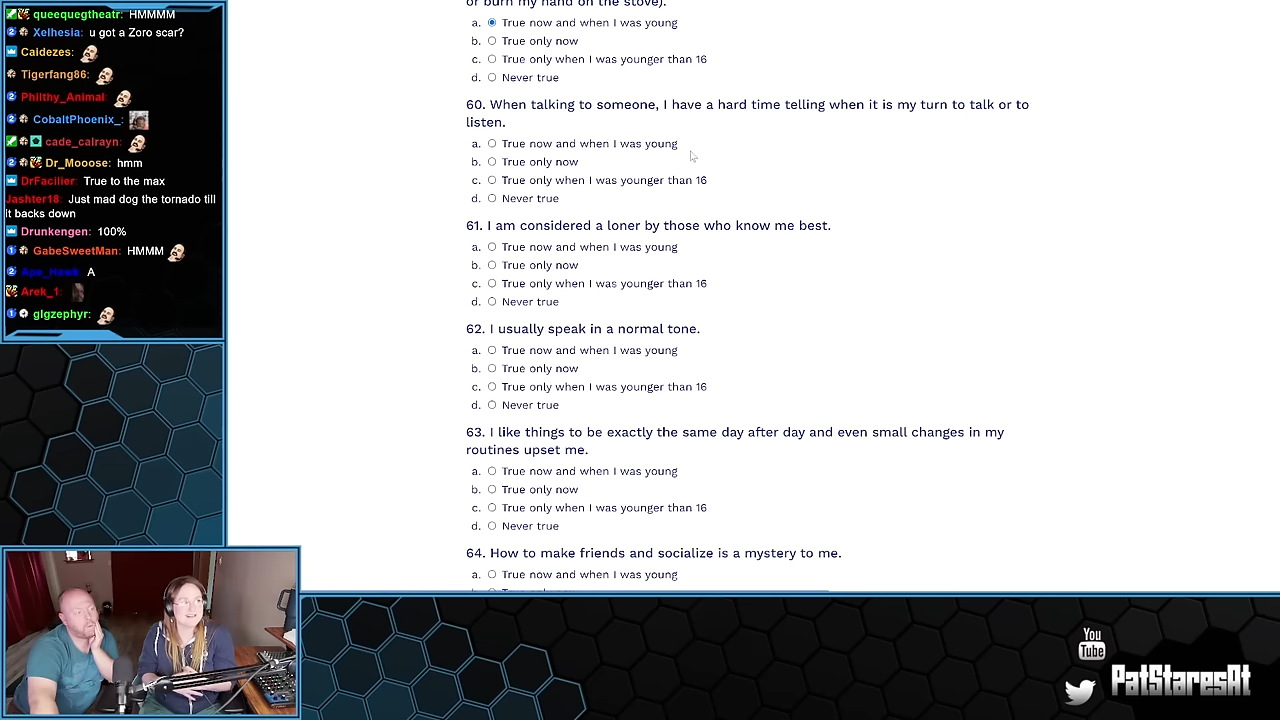 queequegtheatr: HMMMM
Xelhesia: u got a Zoro scar?
Caidezes:
Tigerfang86:
Philthy_Animal:
CobaltPhoenix_:
cade_calrayn:
Dr_Mooose: hmm
DrFacilier: True to the max
Jashter18: Just mad dog the tornado till
it backs down
Drunkengen: 100%
GabeSweetMan: HMMM
Ape_Hawk: A
Arek_1:
glgzephyr:
or burn my hand on the stove).
a. True now and when I was young
b. True only now
c. True only when I was younger than 16
d. Never true
60. When talking to someone, I have a hard time telling when it is my turn to talk or to
listen.
a. True now and when I was young
b. True only now
c. True only when I was younger than 16
d. Never true
61. I am considered a loner by those who know me best.
a. True now and when I was young
b. True only now
c. True only when I was younger than 16
d. Never true
62. I usually speak in a normal tone.
a. True now and when I was young
b. True only now
c. True only when I was younger than 16
d. Never true
63. I like things to be exactly the same day after day and even small changes in my
routines upset me.
a. True now and when I was young
b. True only now
c. True only when I was younger than 16
d. Never true
64. How to make friends and socialize is a mystery to me.
a. True now and when I was young
You
Tube
PatStaresAt